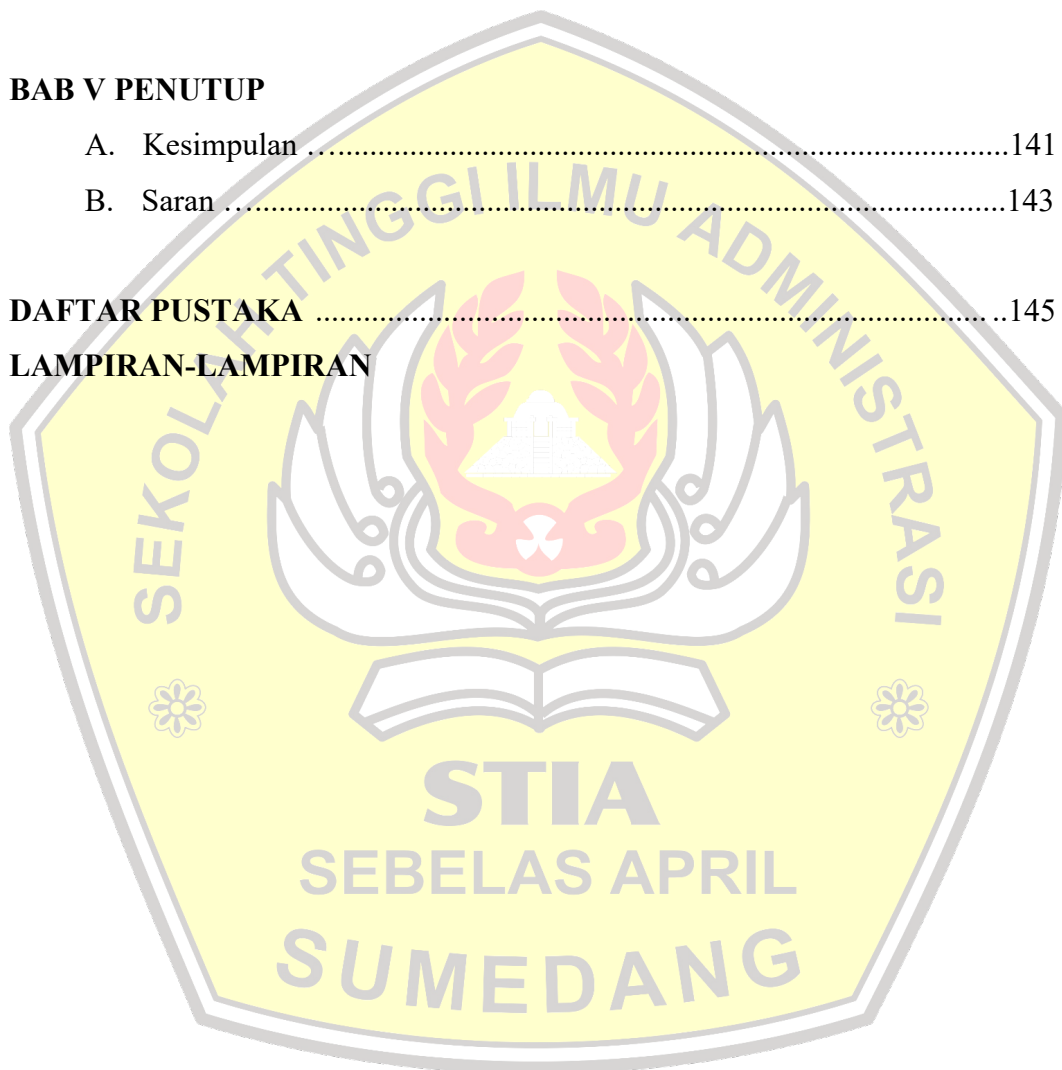 BAB V PENUTUP
A. Kesimpulan ….......................................................................................141
B. Saran ….................................................................................................143
DAFTAR PUSTAKA ..................................................................................... ..145
LAMPIRAN-LAMPIRAN
SEKOLAH TINGGI ILMU ADMINISTRASI
STIA
SEBELAS APRIL
SUMEDANG